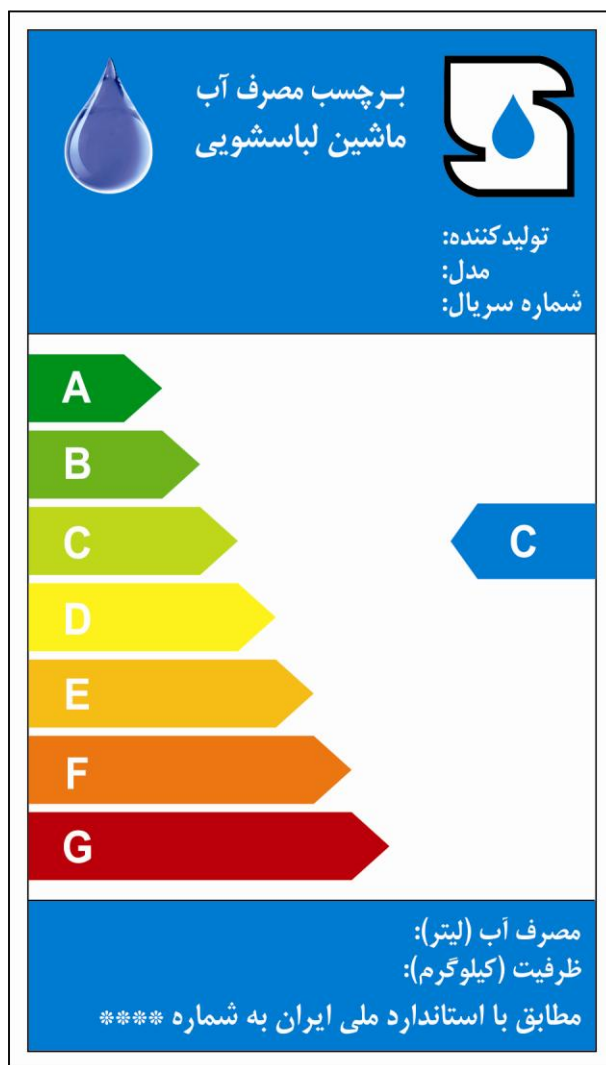 برچسب مصرف آب
ماشین لباسشویی
تولیدکننده:
مدل:
شماره سریال:
A
B
C
C
D
E
F
G
مصرف آب (لیتر):
ظرفیت (کیلوگرم):
مطابق با استاندارد ملی ایران به شماره ****